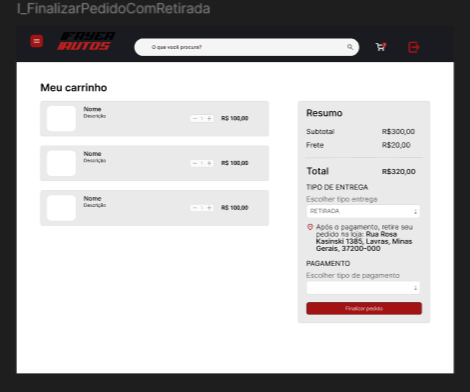 I_FinalizarPedidoComRetirada
FAYER
AUTOS
O que você procura?
Meu carrinho
Nome
Descrição
− 1 + R$ 100,00
Nome
Descrição
− 1 + R$ 100,00
Nome
Descrição
− 1 + R$ 100,00
Resumo
Subtotal R$300,00
Frete R$20,00
Total R$320,00
TIPO DE ENTREGA
Escolher tipo entrega
RETIRADA
Após o pagamento, retire seu
pedido na loja: Rua Rosa
Kasinski 1385, Lavras, Minas
Gerais, 37200-000
PAGAMENTO
Escolher tipo de pagamento
Finalizar pedido